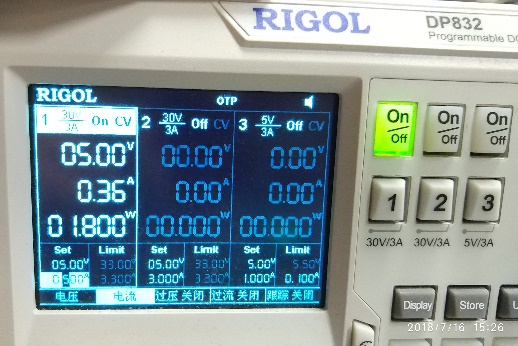 RIGOL DP832
Programmable DC
RIGOL OTP
1 30V/3A On CV 2 30V/3A Off CV 3 5V/3A Off CV
05.00V 00.00V 0.00V
0.36A 0.00A 0.00A
01.800W 00.000W 00.000W
Set Limit Set Limit Set Limit
05.00V 33.00V 05.00V 33.00V 5.00V 5.50V
0.500A 3.300A 3.000A 3.300A 1.000A 0.100A
电压 电流 过压 关闭 过流 关闭 跟踪 关闭
On/Off On/Off On/Off
1 2 3
30V/3A 30V/3A 5V/3A
Display Store
2018/7/16 15:26